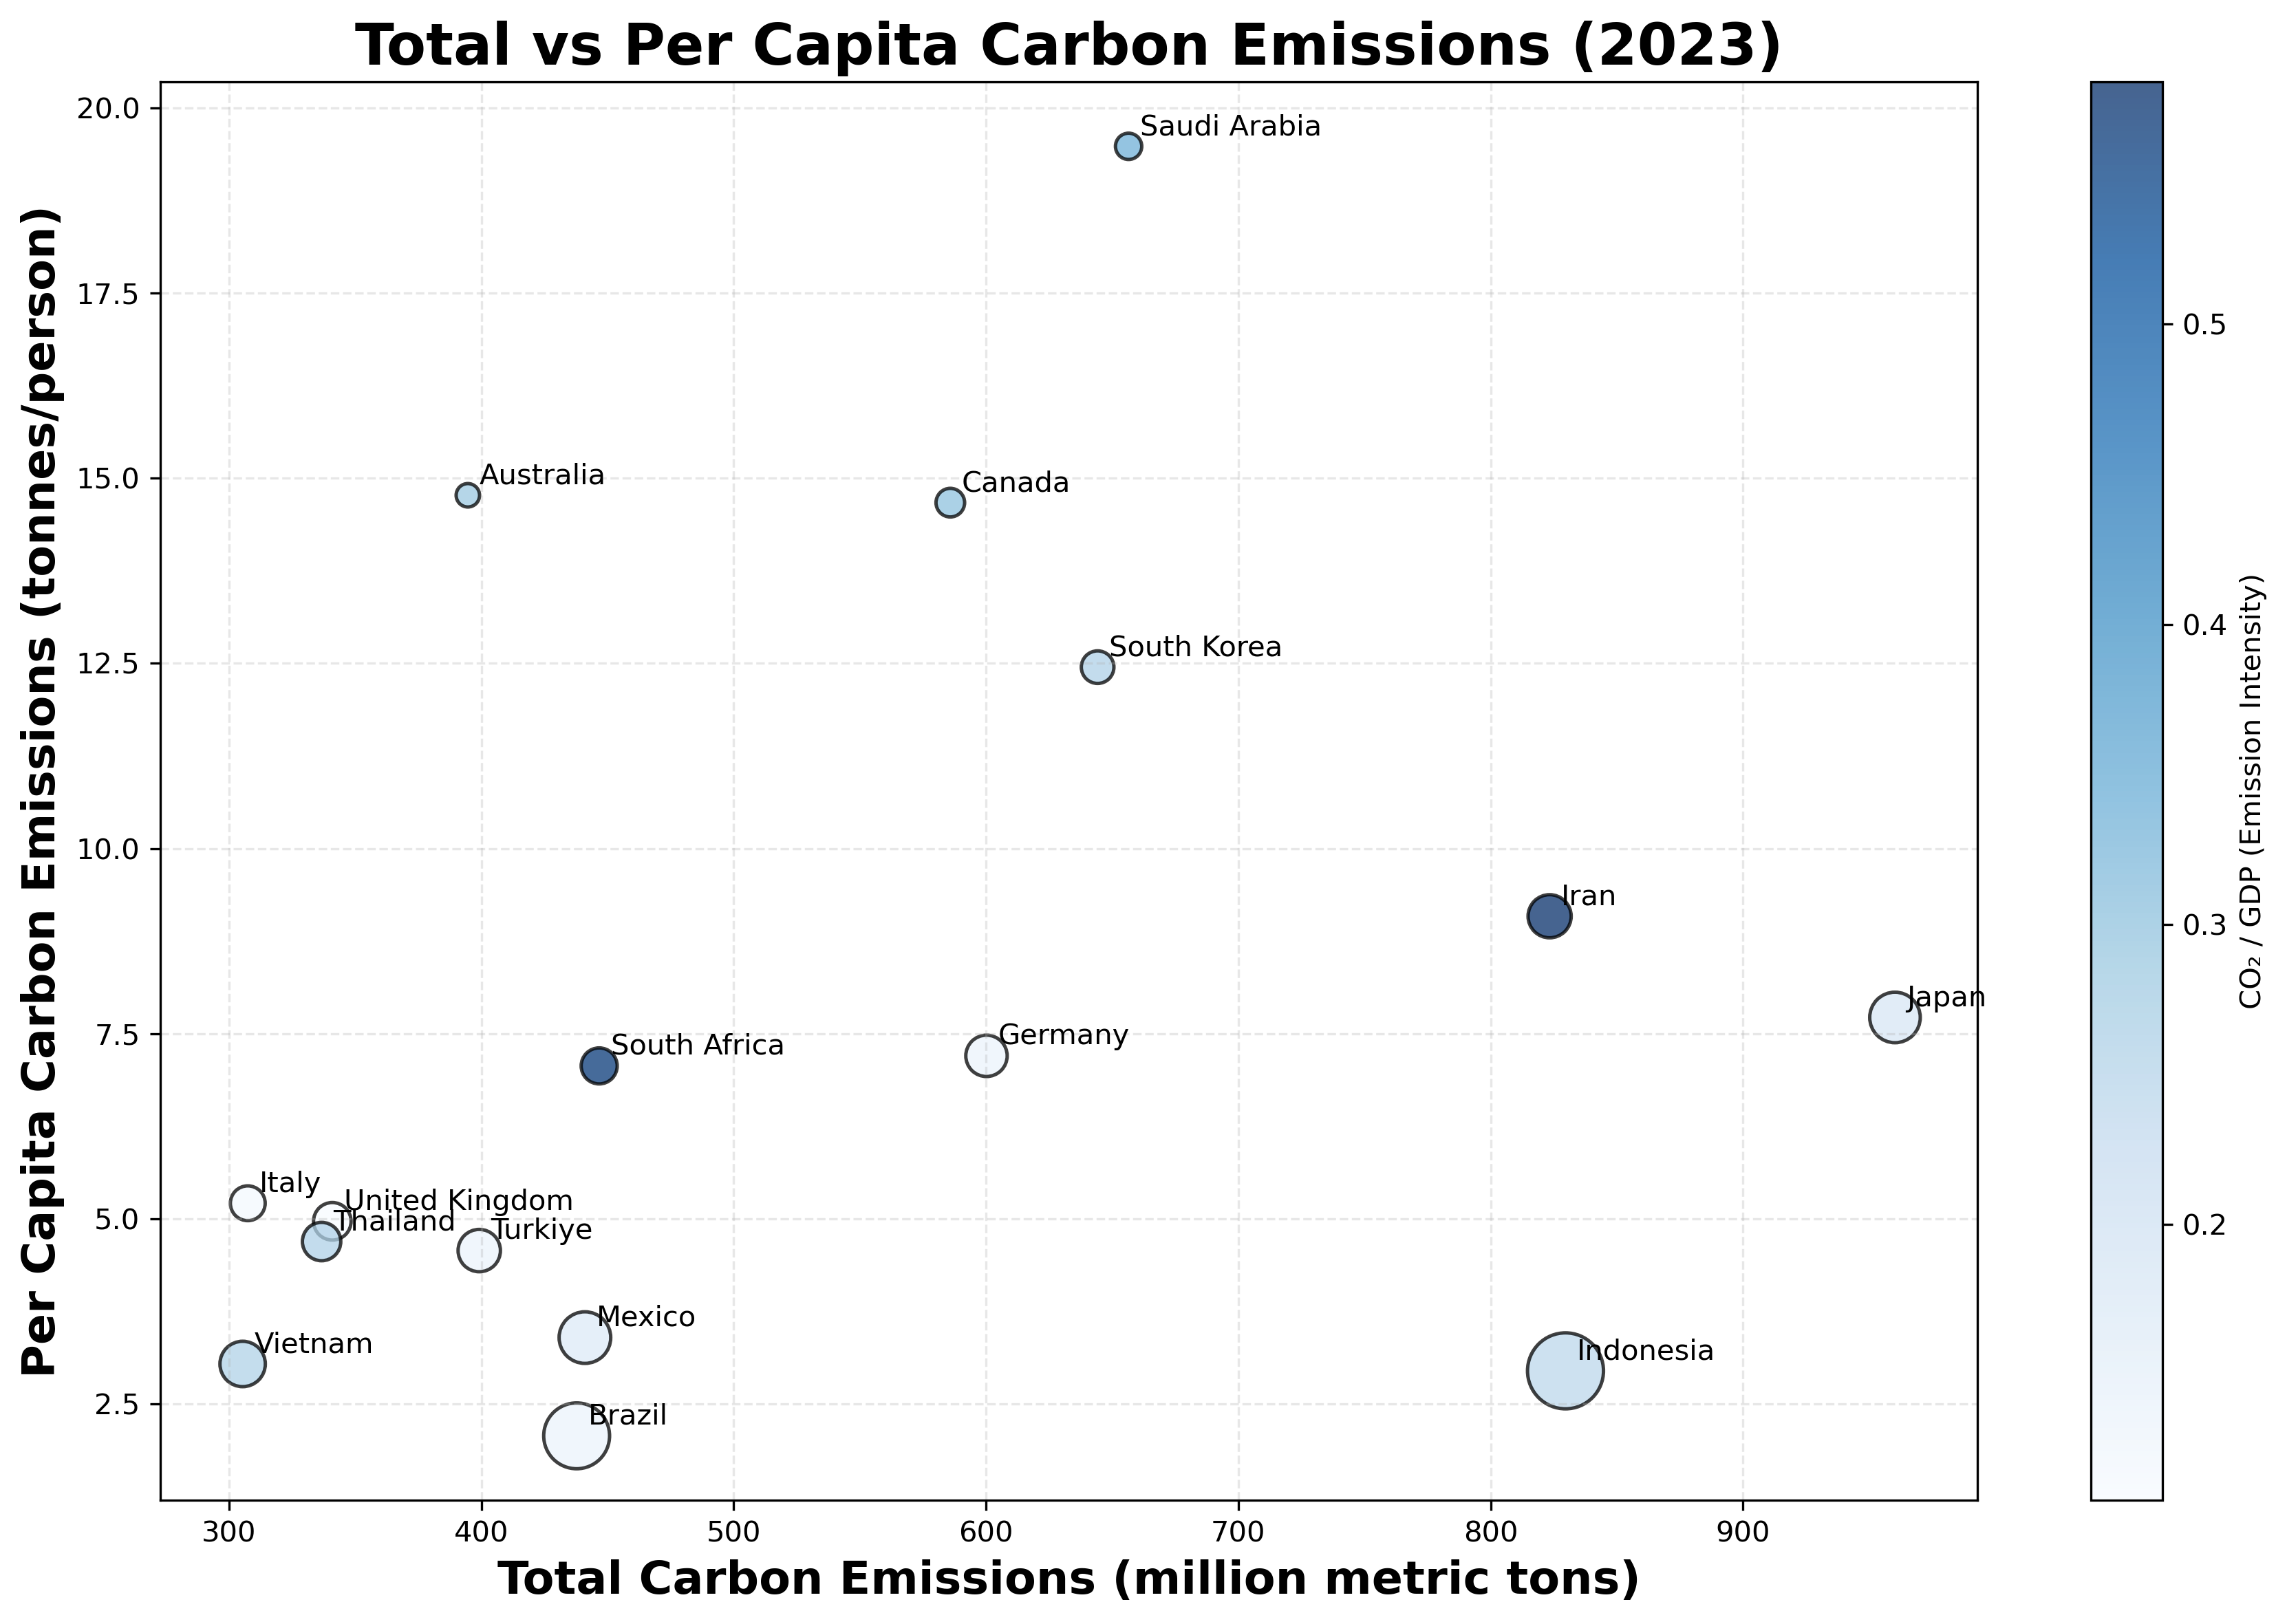 Total vs Per Capita Carbon Emissions (2023)
Per Capita Carbon Emissions (tonnes/person)
20.0
17.5
15.0
12.5
10.0
7.5
5.0
2.5
Saudi Arabia
Australia
Canada
South Korea
Iran
Japan
South Africa
Germany
Italy
United Kingdom
Thailand
Turkiye
Mexico
Vietnam
Indonesia
Brazil
300
400
500
600
700
800
900
Total Carbon Emissions (million metric tons)
0.5
0.4
0.3
0.2
CO₂ / GDP (Emission Intensity)